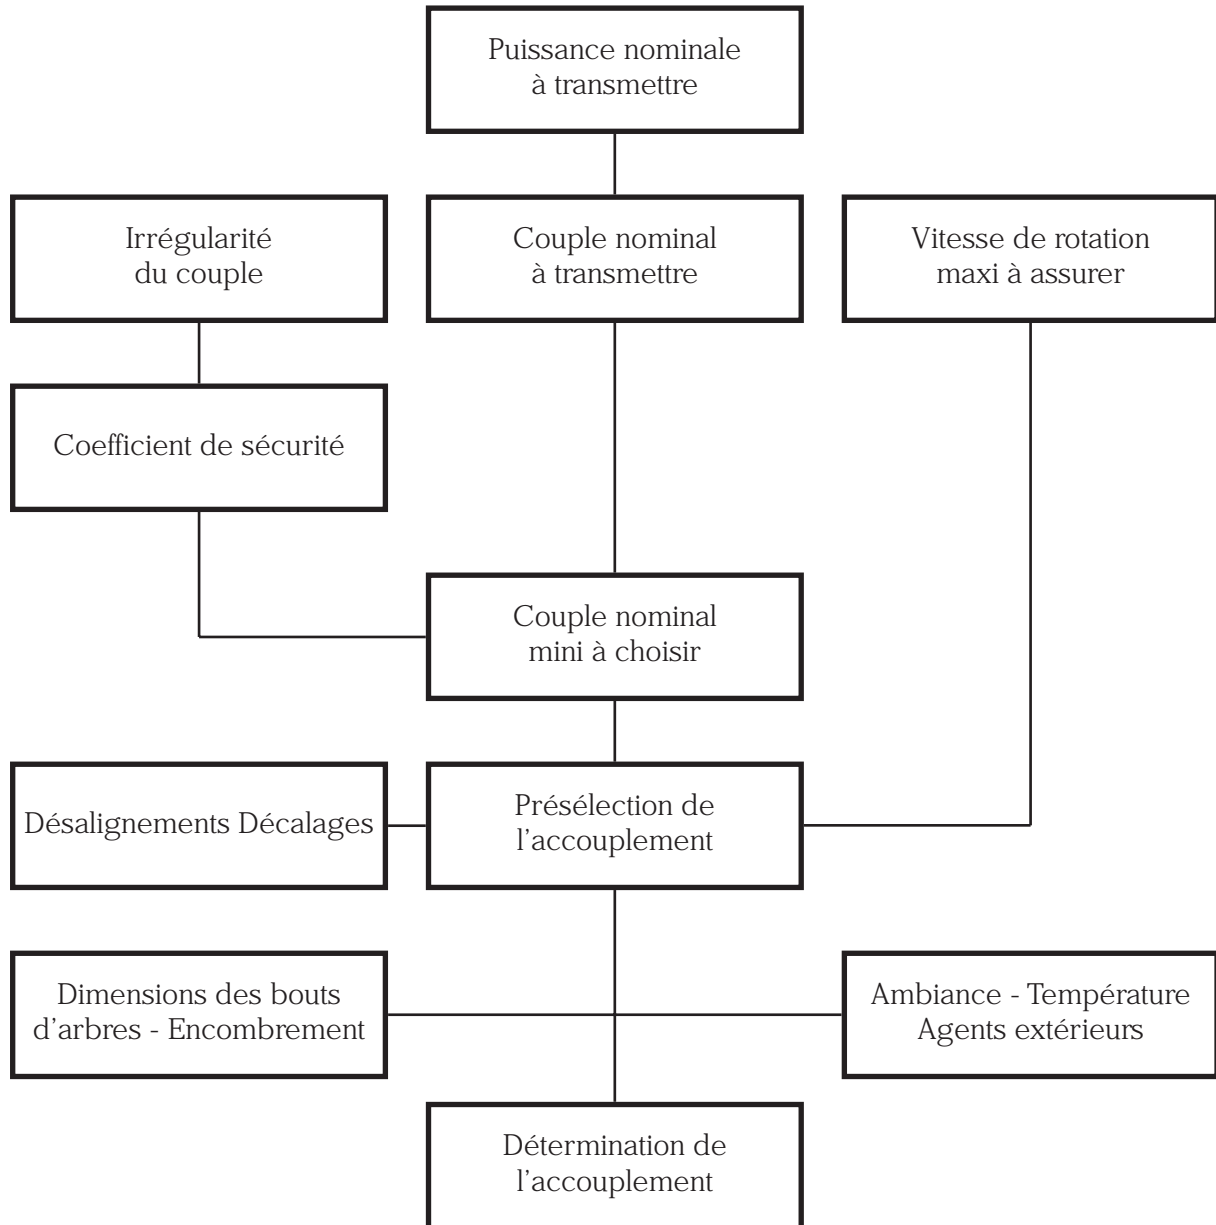 Puissance nominale
à transmettre
Irrégularité
du couple
Couple nominal
à transmettre
Vitesse de rotation
maxi à assurer
Coefficient de sécurité
Couple nominal
mini à choisir
Désalignements Décalages
Présélection de
l'accouplement
Dimensions des bouts
d'arbres - Encombrement
Ambiance - Température
Agents extérieurs
Détermination de
l'accouplement